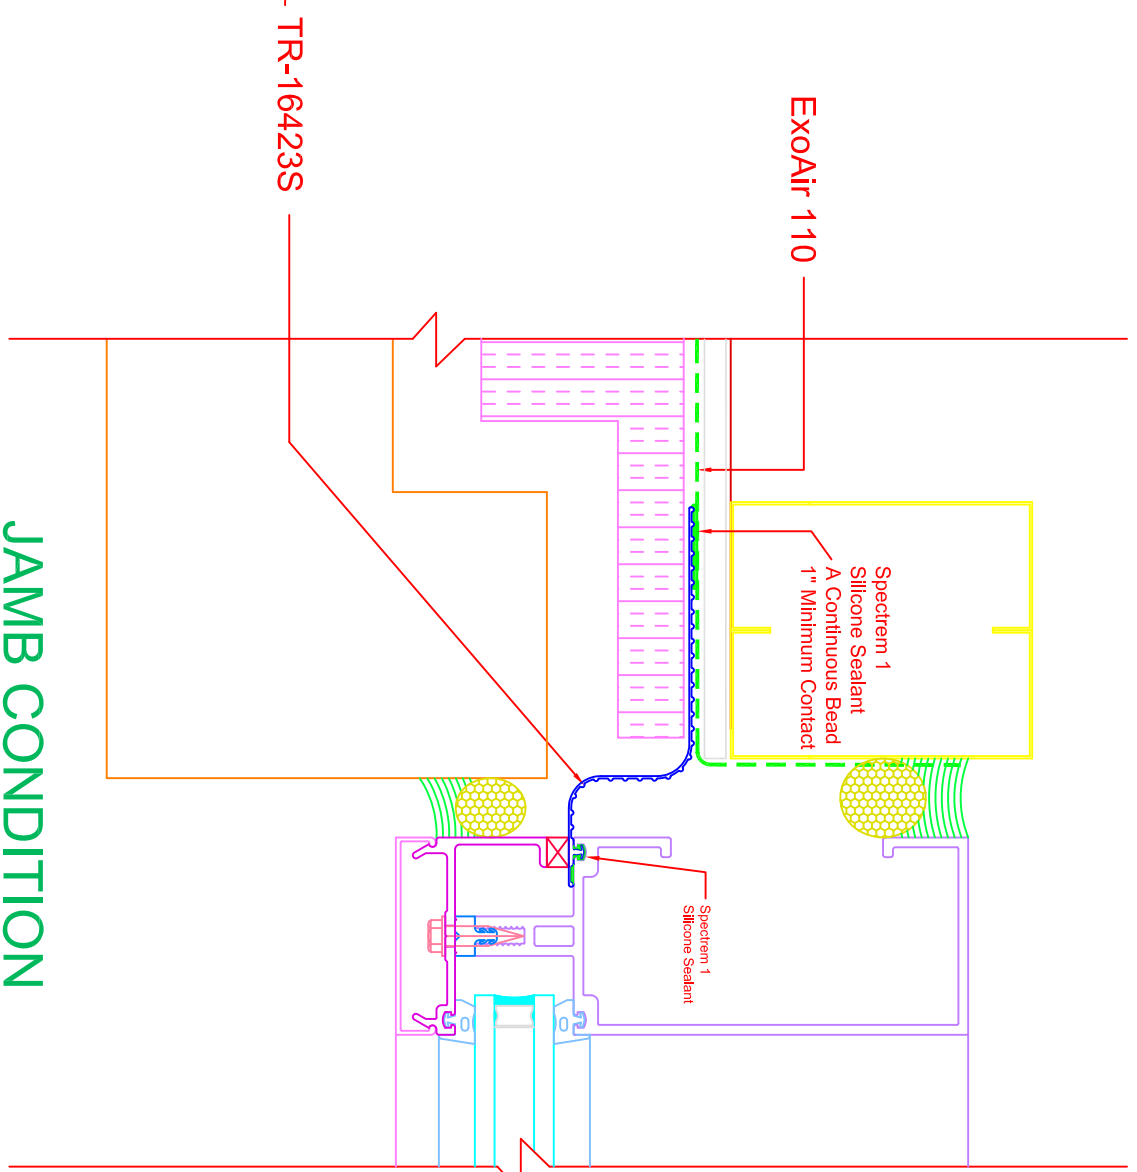 ExoAir 110
Spectrem 1
Silicone Sealant
A Continuous Bead
1" Minimum Contact
Spectrem 1
Silicone Sealant
- TR-16423S
JAMB CONDITION